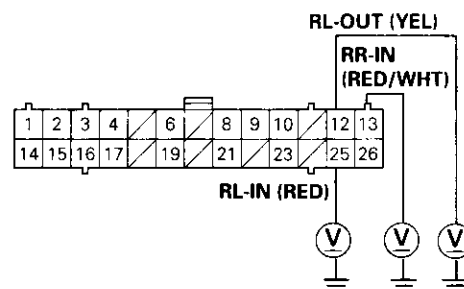 RL-OUT (YEL)
RR-IN
(RED/WHT)
1 2 3 4 6 8 9 10 12 13
14 15 16 17 19 21 23 25 26
RL-IN (RED)
V V V